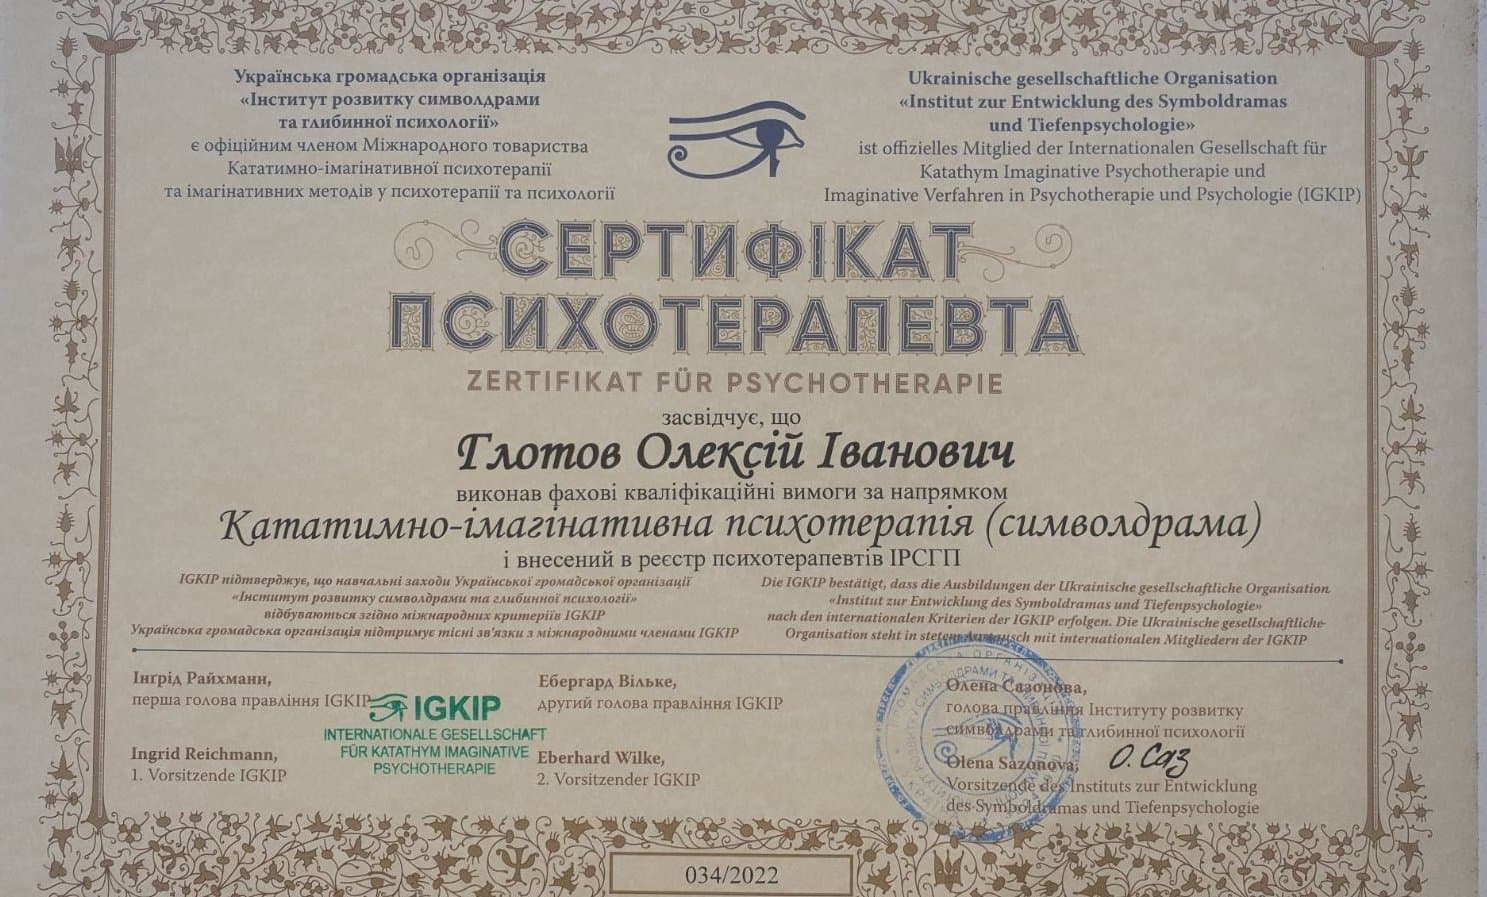 Українська громадська організація
«Інститут розвитку символдрами
та глибинної психології»
є офіційним членом Міжнародного товариства
Кататимно-імагінативної психотерапії
та імагінативних методів у психотерапії та психології
Ukrainische gesellschaftliche Organisation
«Institut zur Entwicklung des Symboldramas
und Tiefenpsychologie»
ist offizielles Mitglied der Internationalen Gesellschaft für
Katathym Imaginative Psychotherapie und
Imaginative Verfahren in Psychotherapie und Psychologie (IGKIP)
СЕРТИФІКАТ
ПСИХОТЕРАПЕВТА
ZERTIFIKAT FÜR PSYCHOTHERAPIE
засвідчує, що
Глотов Олексій Іванович
виконав фахові кваліфікаційні вимоги за напрямком
Кататимно-імагінативна психотерапія (символдрама)
і внесений в реєстр психотерапевтів ІРСГП
IGKIP підтверджує, що навчальні заходи Української громадської організації
«Інститут розвитку символдрами та глибинної психології»
відбуваються згідно міжнародних критеріїв IGKIP
Українська громадська організація підтримує тісні зв'язки з міжнародними членами IGKIP
Die IGKIP bestätigt, dass die Ausbildungen der Ukrainische gesellschaftliche Organisation
«Institut zur Entwicklung des Symboldramas und Tiefenpsychologie»
nach den internationalen Kriterien der IGKIP erfolgen. Die Ukrainische gesellschaftliche-
Organisation steht in stetem Austausch mit internationalen Mitgliedern der IGKIP
Інґрід Райхманн,
перша голова правління IGKIP
Ingrid Reichmann,
1. Vorsitzende IGKIP
IGKIP
INTERNATIONALE GESELLSCHAFT
FÜR KATATHYM IMAGINATIVE
PSYCHOTHERAPIE
Ебергард Вільке,
другий голова правління IGKIP
Eberhard Wilke,
2. Vorsitzender IGKIP
Олена Сазонова,
голова правління Інституту розвитку
символдрами та глибинної психології
О. Саз
Olena Sazonova,
Vorsitzende des Instituts zur Entwicklung
des Symboldramas und Tiefenpsychologie
034/2022